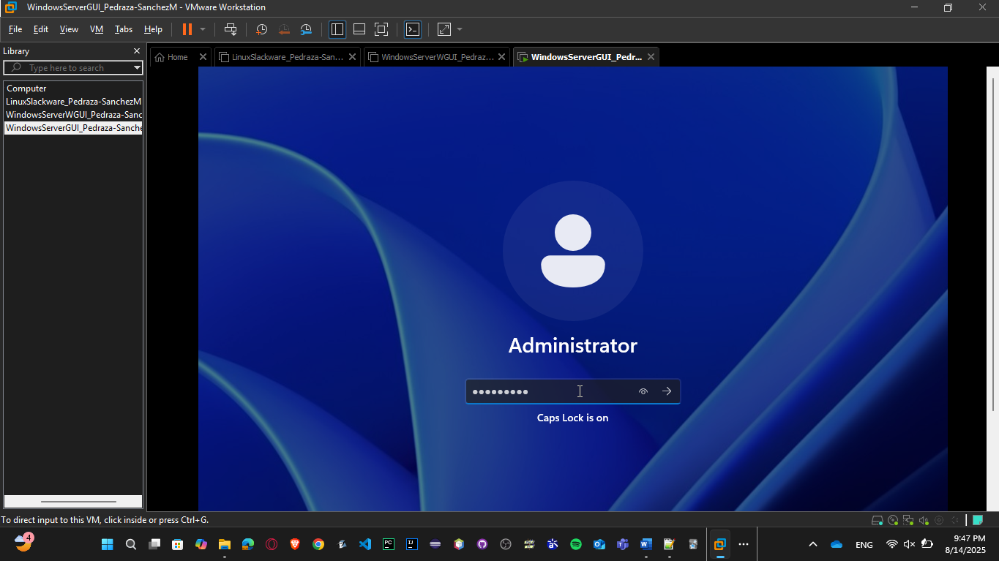 WindowsServerGUI_Pedraza-SanchezM - VMware Workstation
File Edit View VM Tabs Help
Library
Home LinuxSlackware_Pedraza-San... WindowsServerWGUI_Pedraz... WindowsServerGUI_Pedr...
Type here to search
Computer
LinuxSlackware_Pedraza-SanchezM
WindowsServerWGUI_Pedraza-Sanc
WindowsServerGUI_Pedraza-Sanche
Administrator
Caps Lock is on
To direct input to this VM, click inside or press Ctrl+G.
4
PC
IJ
ENG
9:47 PM
8/14/2025